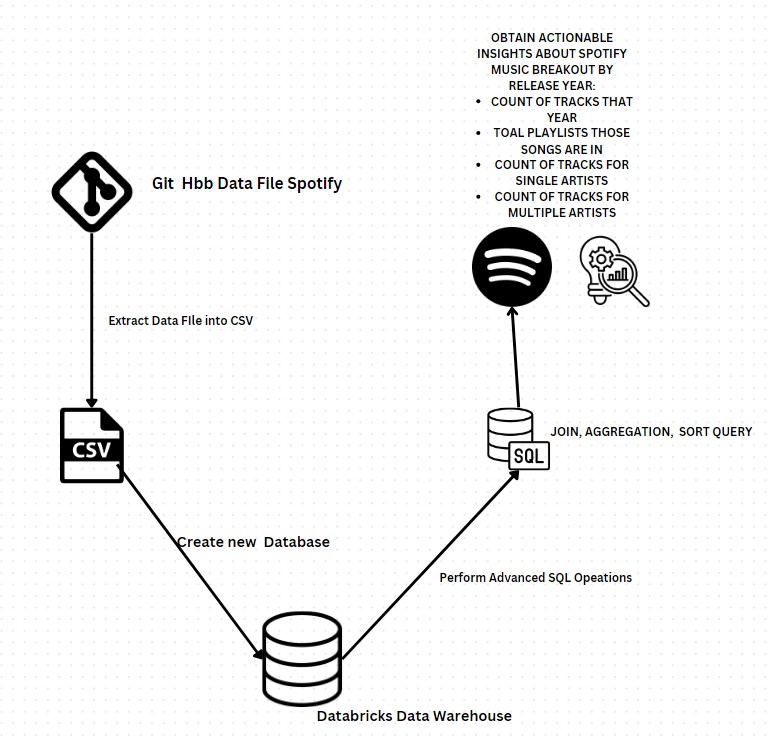 OBTAIN ACTIONABLE
INSIGHTS ABOUT SPOTIFY
MUSIC BREAKOUT BY
RELEASE YEAR:
• COUNT OF TRACKS THAT
YEAR
• TOAL PLAYLISTS THOSE
SONGS ARE IN
• COUNT OF TRACKS FOR
SINGLE ARTISTS
• COUNT OF TRACKS FOR
MULTIPLE ARTISTS
Git Hbb Data File Spotify
Extract Data FIle into CSV
CSV
JOIN, AGGREGATION, SORT QUERY
SQL
Create new Database
Perform Advanced SQL Opeations
Databricks Data Warehouse